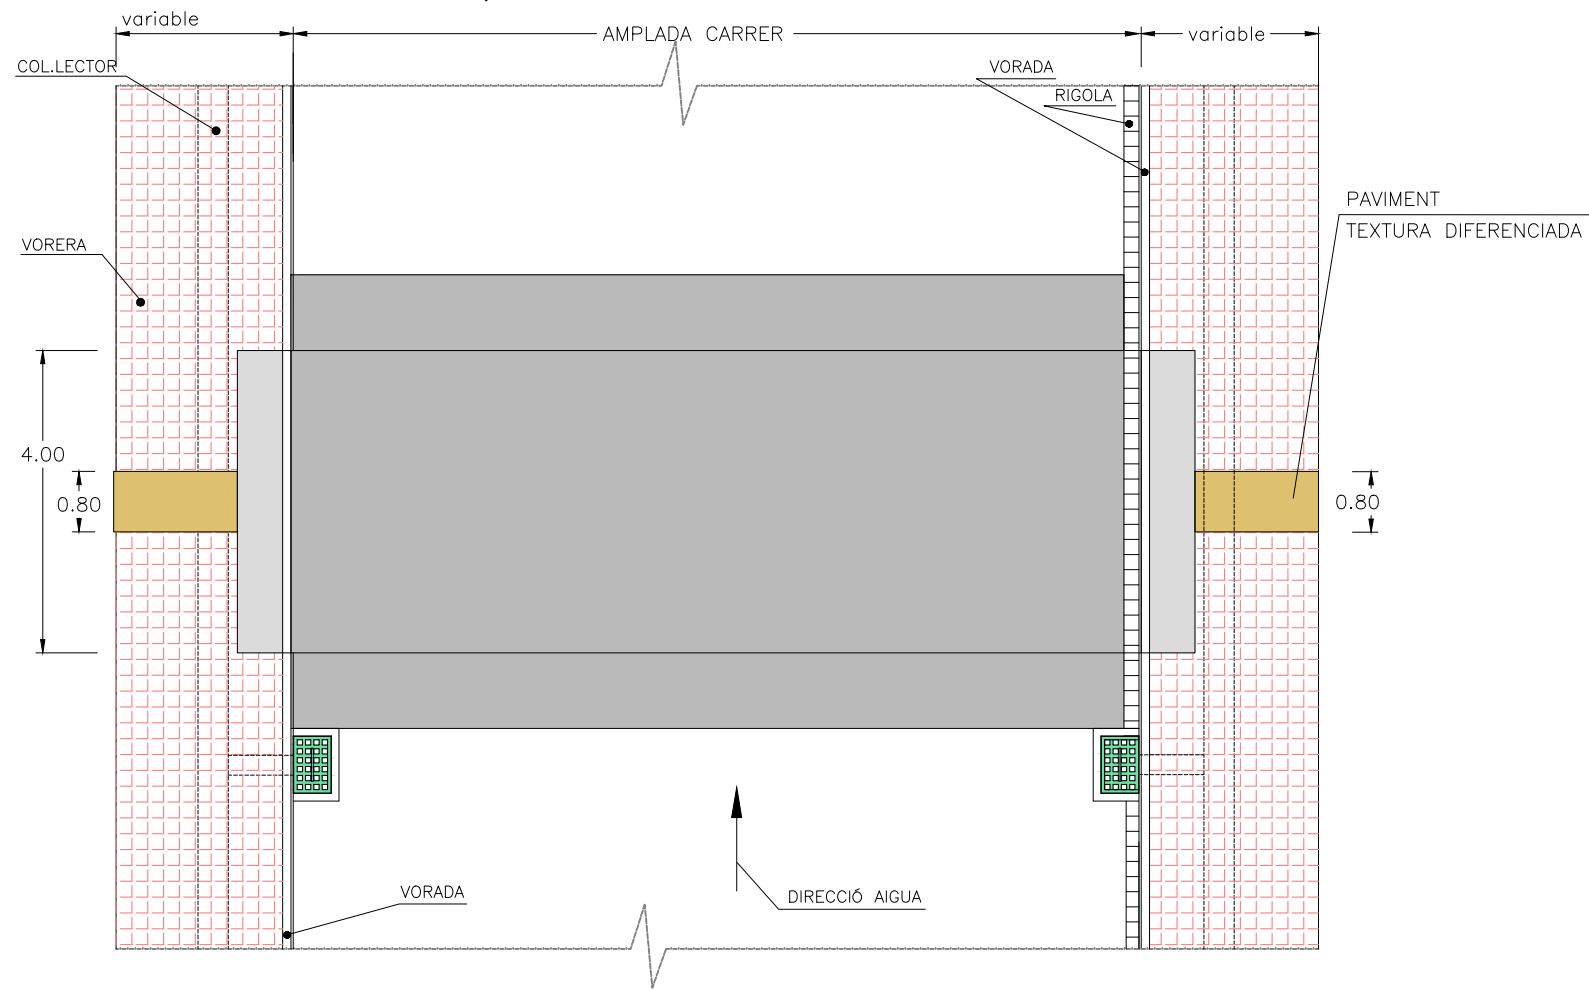 variable
AMPLADA CARRER
variable
COL.LECTOR
VORADA
RIGOLA
PAVIMENT
TEXTURA DIFERENCIADA
VORERA
4.00
0.80
0.80
VORADA
DIRECCIÓ AIGUA